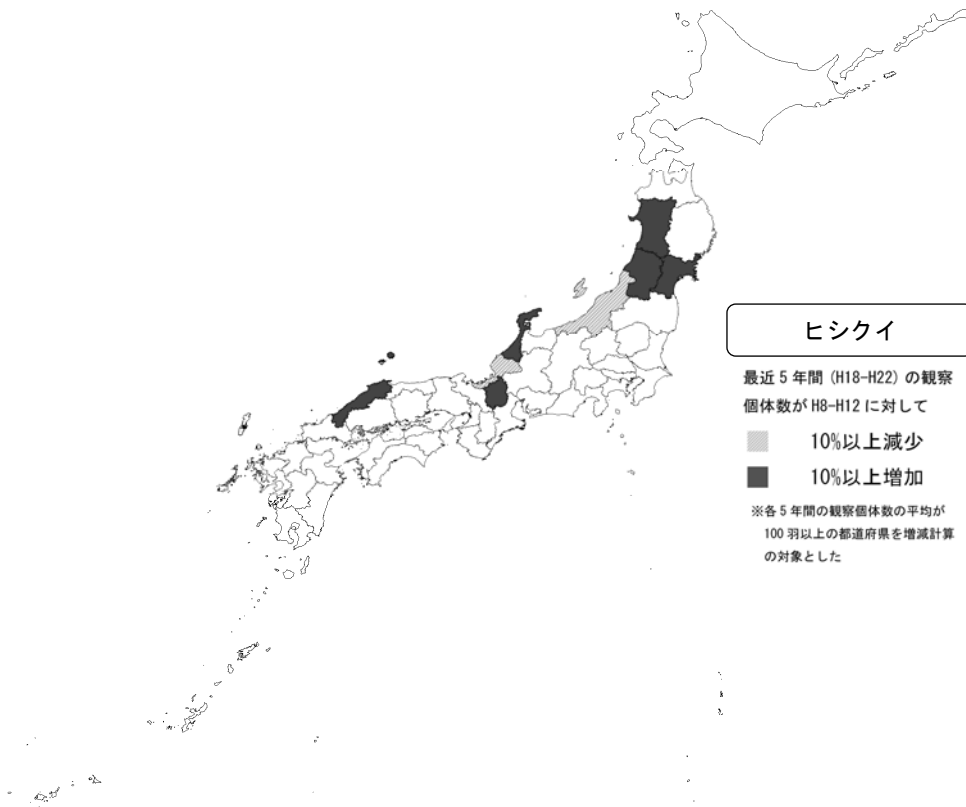 ヒシクイ
最近5年間(H18-H22)の観察
個体数がH8-H12に対して
10%以上減少
10%以上増加
※各5年間の観察個体数の平均が
100羽以上の都道府県を増減計算
の対象とした